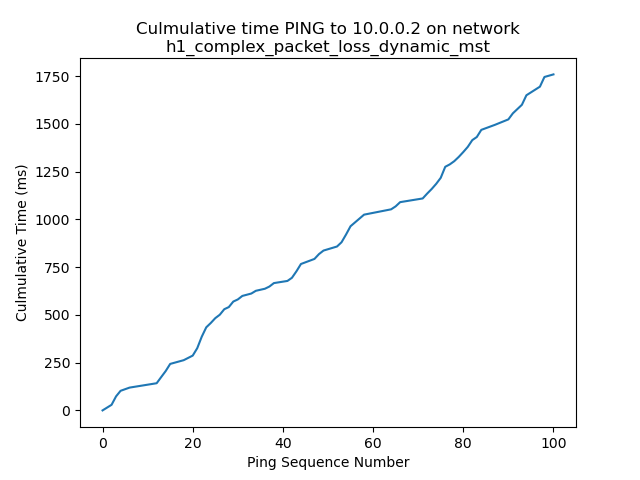 Culmulative time PING to 10.0.0.2 on network
h1_complex_packet_loss_dynamic_mst
1750
1500
1250
1000
750
500
250
0
Culmulative Time (ms)
0 20 40 60 80 100
Ping Sequence Number